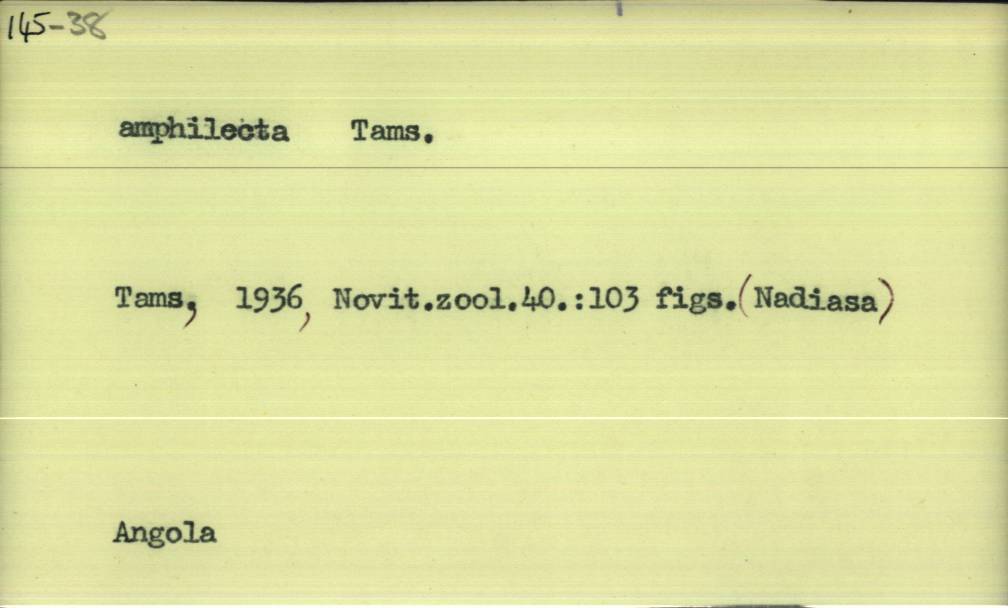 145-38
amphilecta Tams.
Tams, 1936, Novit.zool.40.:103 figs.(Nadiasa)
Angola